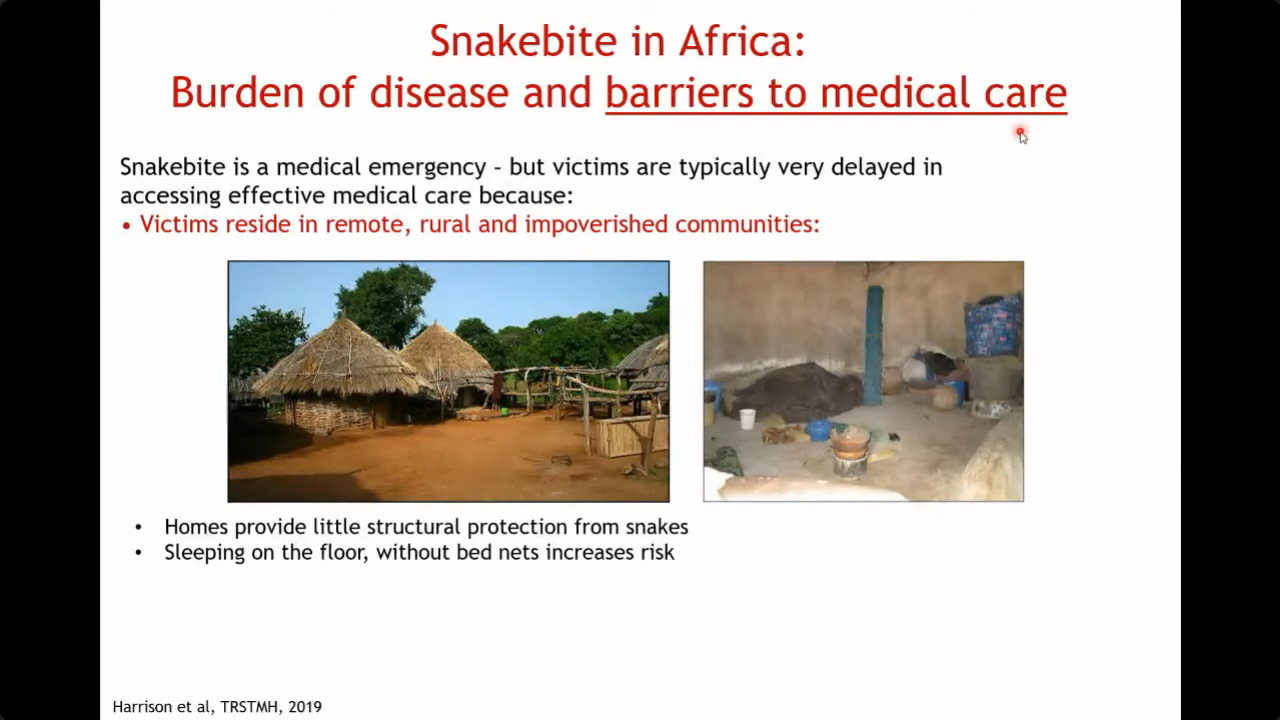 Snakebite in Africa:
Burden of disease and barriers to medical care
Snakebite is a medical emergency – but victims are typically very delayed in
accessing effective medical care because:
• Victims reside in remote, rural and impoverished communities:
• Homes provide little structural protection from snakes
• Sleeping on the floor, without bed nets increases risk
Harrison et al, TRSTMH, 2019